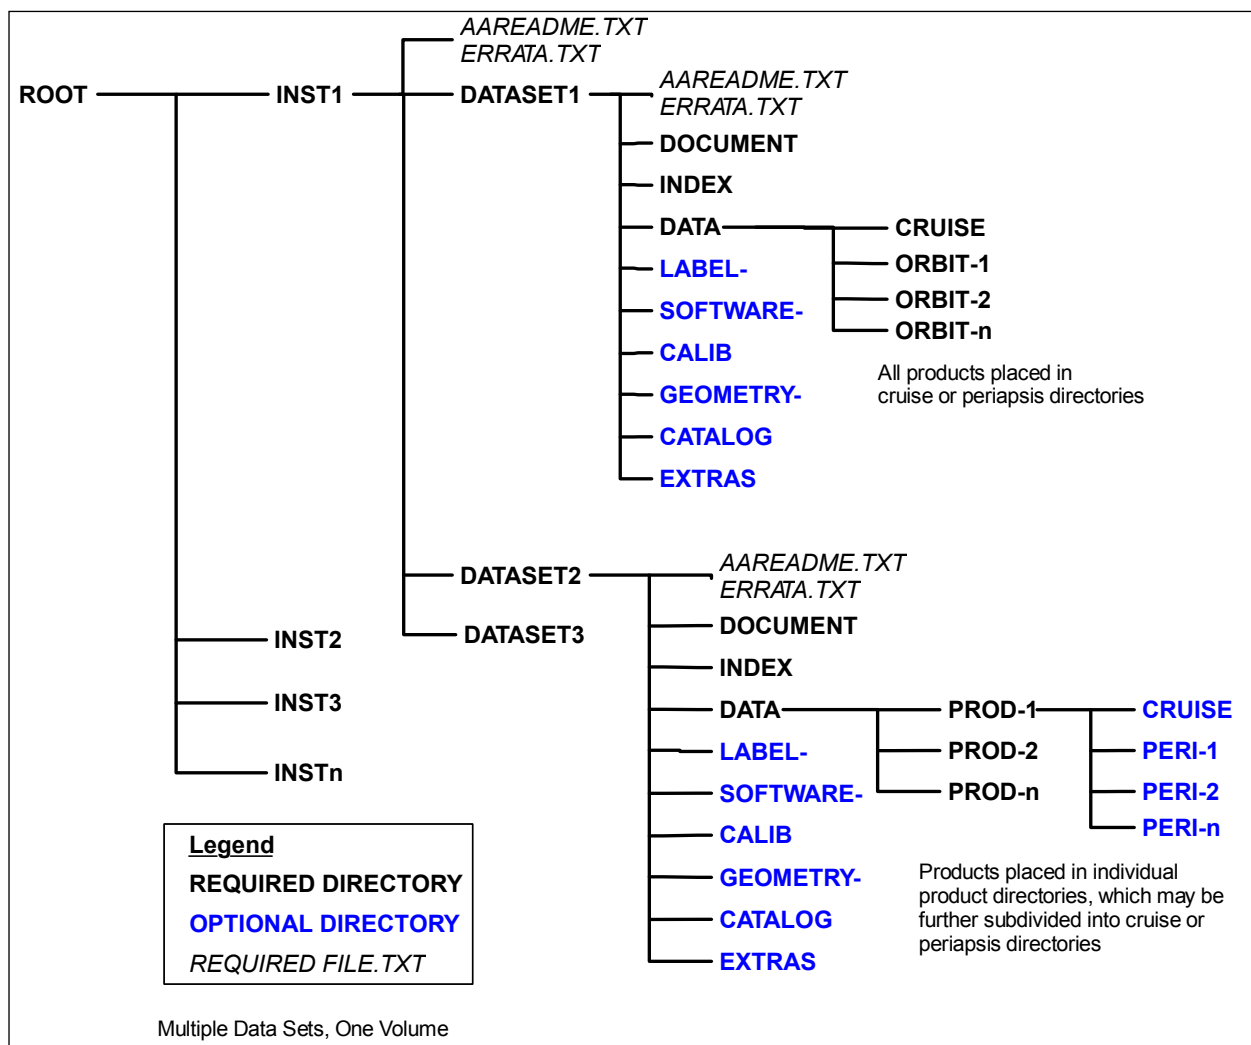 AAREADME.TXT
ERRATA.TXT
ROOT
INST1
DATASET1
AAREADME.TXT
ERRATA.TXT
DOCUMENT
INDEX
DATA
CRUISE
LABEL-
ORBIT-1
SOFTWARE-
ORBIT-2
ORBIT-n
CALIB
All products placed in
cruise or periapsis directories
GEOMETRY-
CATALOG
EXTRAS
DATASET2
AAREADME.TXT
ERRATA.TXT
DOCUMENT
DATASET3
INST2
INDEX
INST3
DATA
PROD-1
CRUISE
LABEL-
PROD-2
PERI-1
INSTn
SOFTWARE-
PROD-n
PERI-2
CALIB
PERI-n
GEOMETRY-
Products placed in individual
product directories, which may be
further subdivided into cruise or
periapsis directories
CATALOG
EXTRAS
Legend
REQUIRED DIRECTORY
OPTIONAL DIRECTORY
REQUIRED FILE.TXT
Multiple Data Sets, One Volume